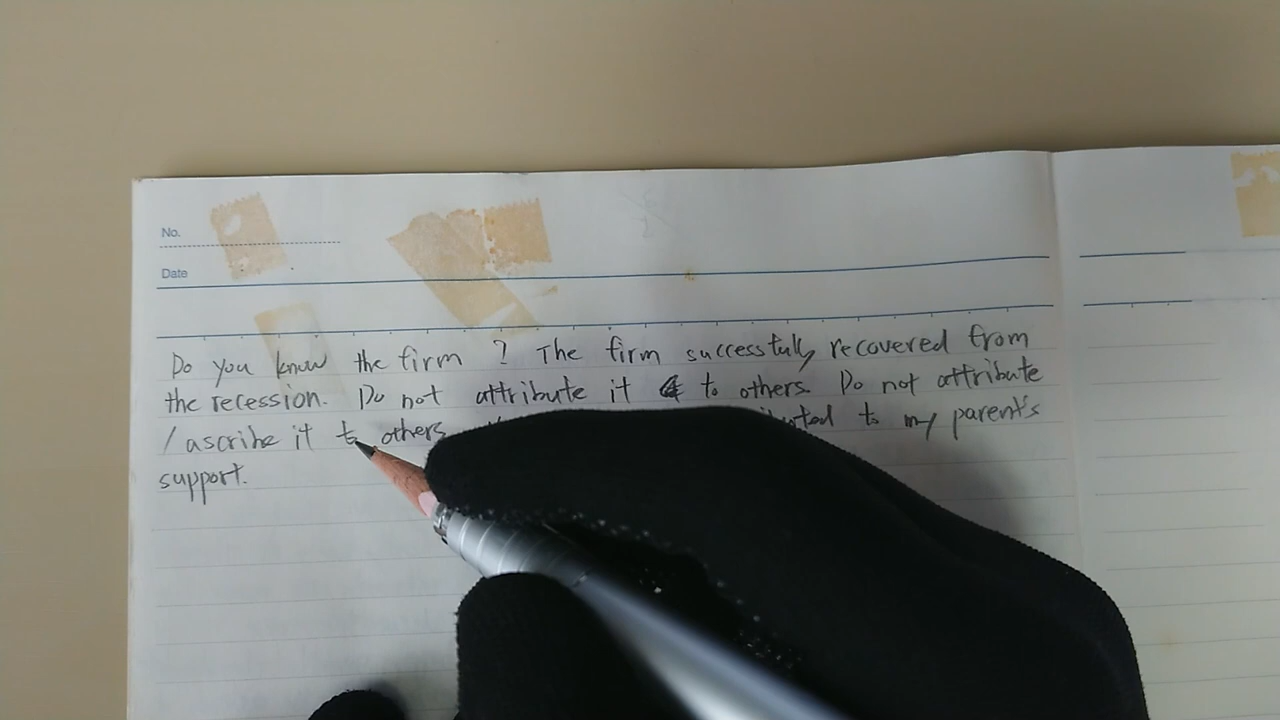 No.
Date
Do you know the firm ? The firm successfully recovered from
the recession. Do not attribute it to others. Do not attribute
/ ascribe it to others to my parent's
support.